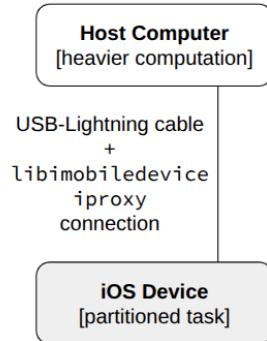 Host Computer
[heavier computation]
USB-Lightning cable
+
libimobiledevice
iproxy
connection
iOS Device
[partitioned task]